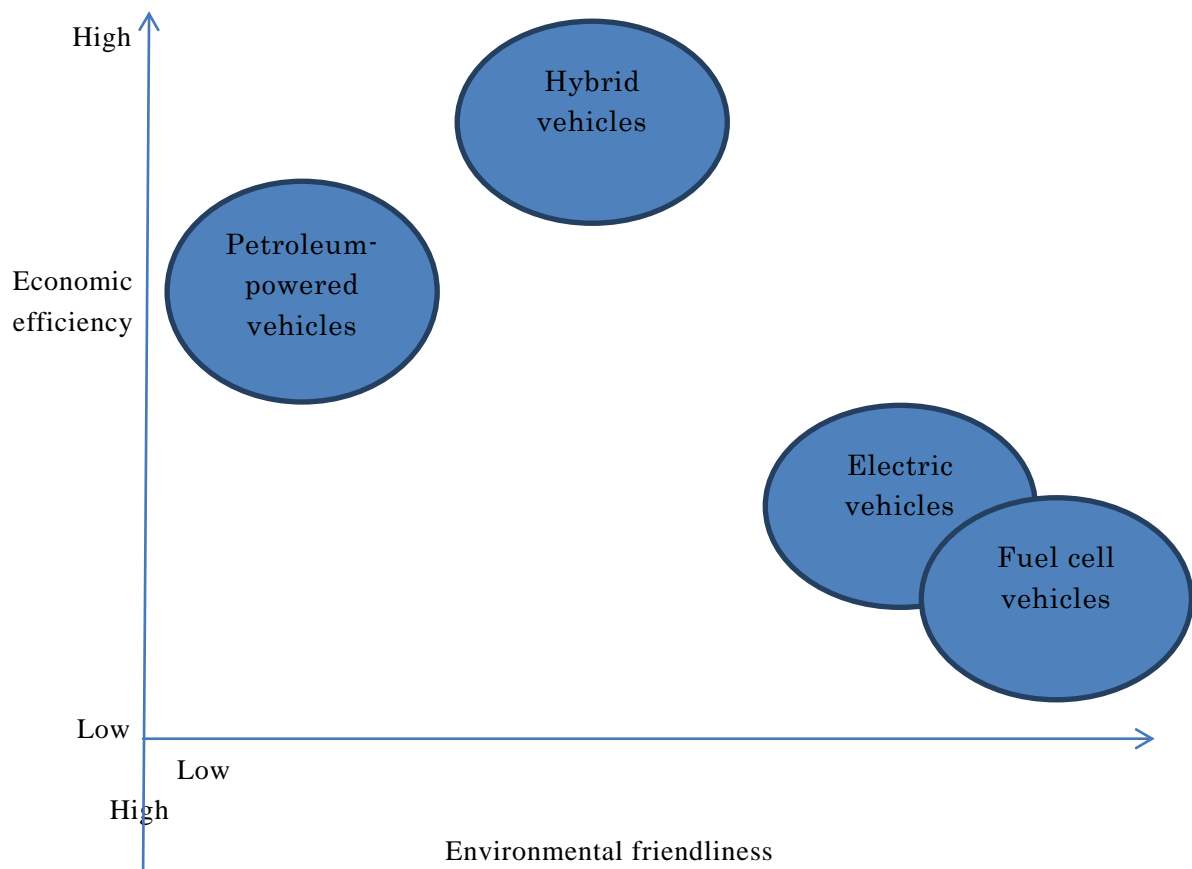 High
Hybrid
vehicles
Petroleum-
powered
vehicles
Economic
efficiency
Electric
vehicles
Fuel cell
vehicles
Low
Low
High
Environmental friendliness